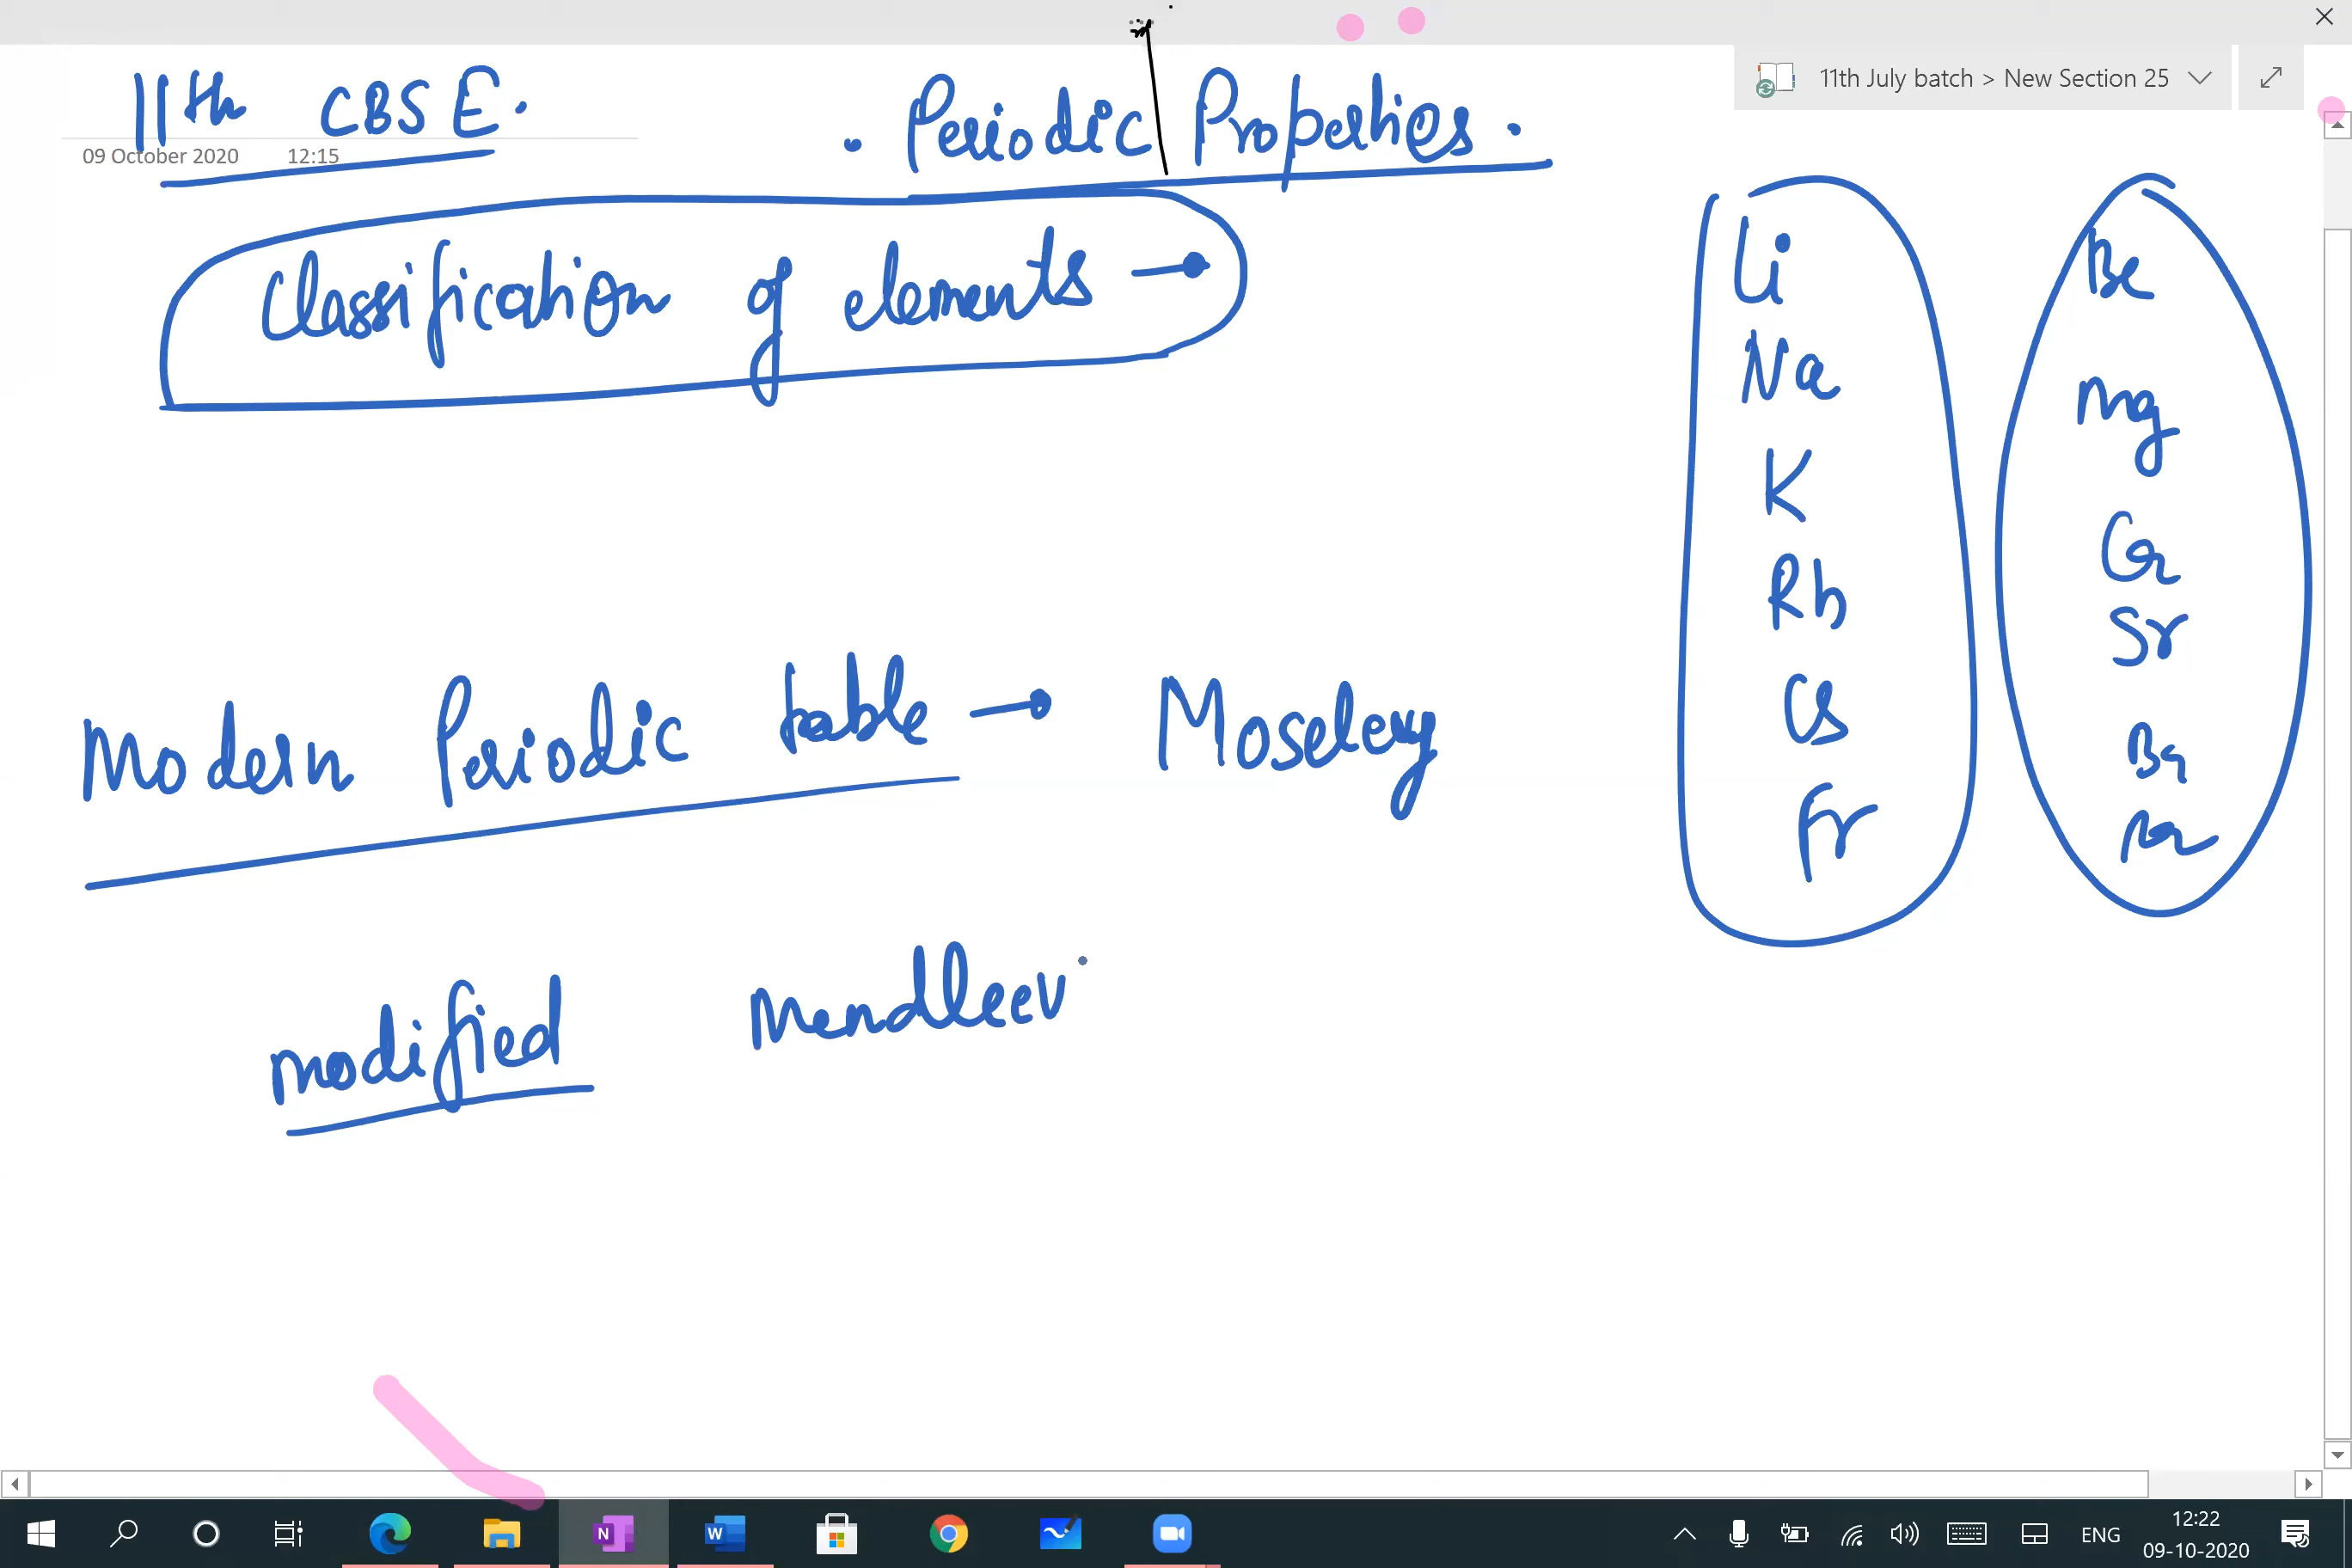 11th CBSE.
. Periodic Properties .
11th July batch > New Section 25
09 October 2020 12:15
Classification of elements →
Li
Na
K
Rb
Cs
Fr
Be
Mg
Ca
Sr
Ba
Ra
Modern Periodic table → Moseley
modified Mendleev
ENG
12:22
09-10-2020